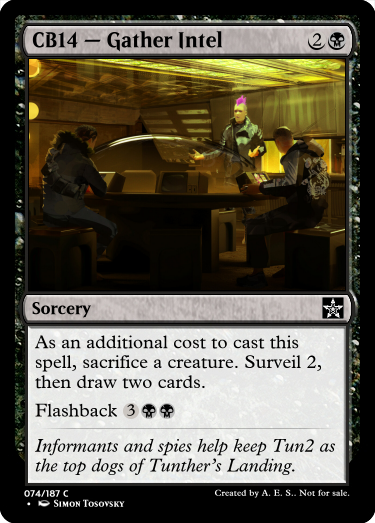 CB14 — Gather Intel 2
Sorcery
As an additional cost to cast this
spell, sacrifice a creature. Surveil 2,
then draw two cards.
Flashback 3
Informants and spies help keep Tun2 as
the top dogs of Tunther's Landing.
074/187 C
Created by A. E. S.. Not for sale.
• Simon Tosovsky